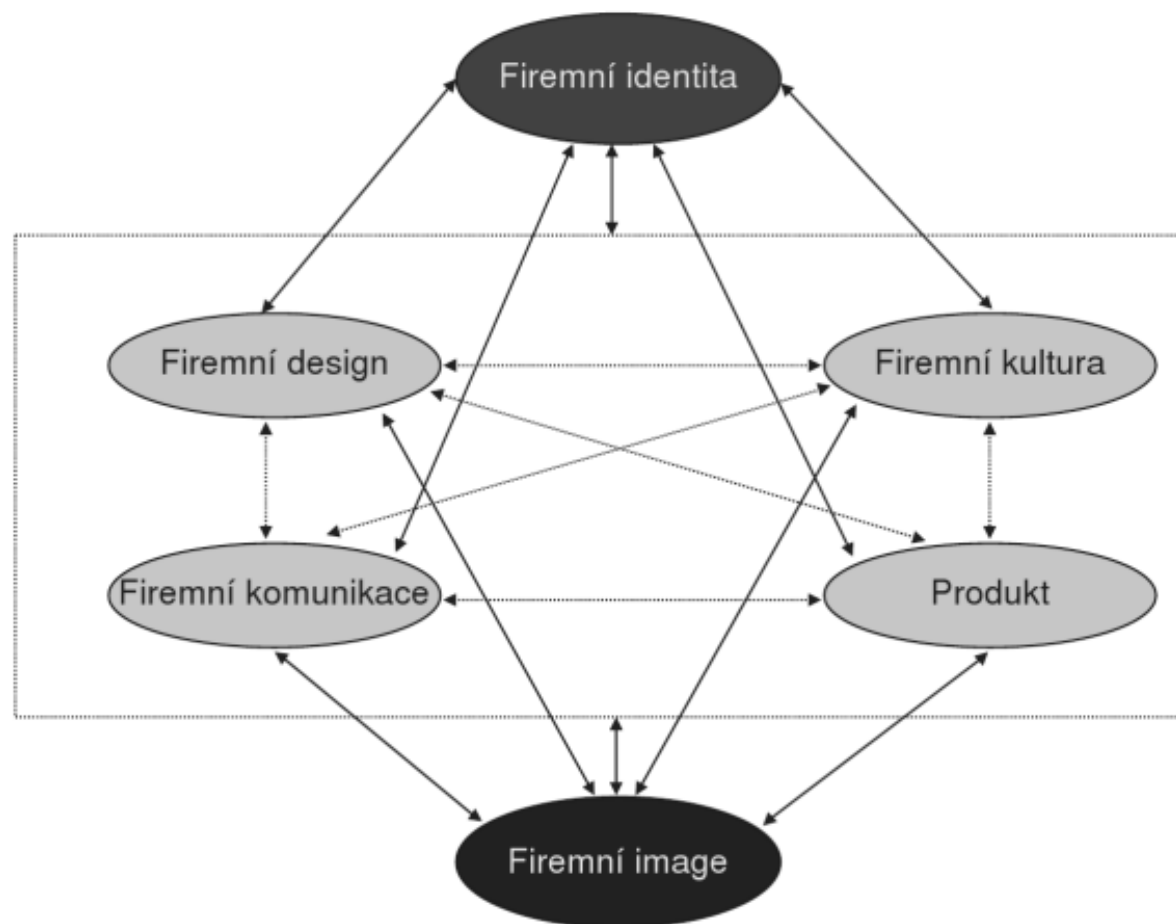 Firemní identita
Firemní design
Firemní kultura
Firemní komunikace
Produkt
Firemní image